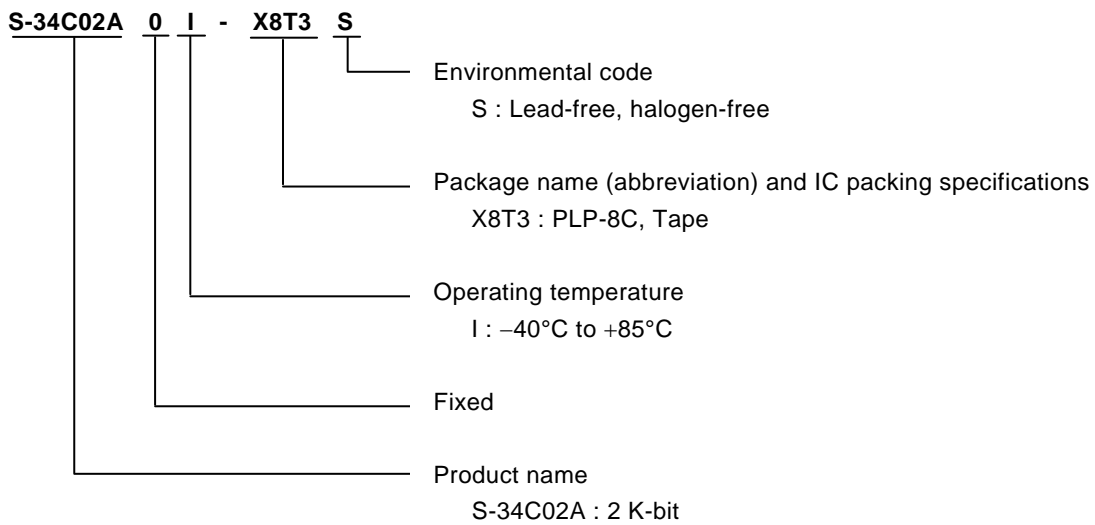 S-34C02A 0 I - X8T3 S
Environmental code
S : Lead-free, halogen-free
Package name (abbreviation) and IC packing specifications
X8T3 : PLP-8C, Tape
Operating temperature
I : −40°C to +85°C
Fixed
Product name
S-34C02A : 2 K-bit